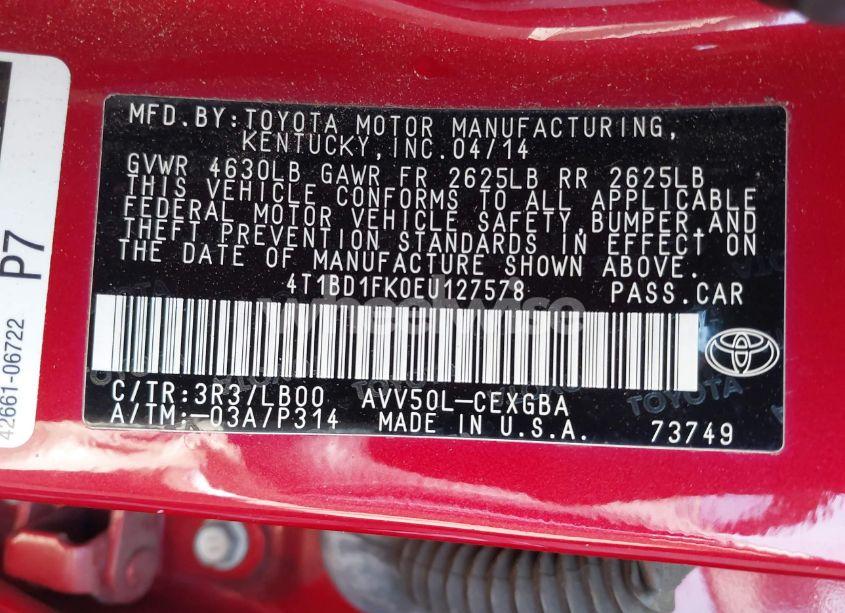 MFD.BY:TOYOTA MOTOR MANUFACTURING,
KENTUCKY,INC.04/14
GVWR 4630LB GAWR FR 2625LB RR 2625LB
THIS VEHICLE CONFORMS TO ALL APPLICABLE
FEDERAL MOTOR VEHICLE SAFETY,BUMPER,AND
THEFT PREVENTION STANDARDS IN EFFECT ON
THE DATE OF MANUFACTURE SHOWN ABOVE.
4T1BD1FK0EU127578 PASS.CAR
wheelwise
C/TR:3R3/LB00 AVV50L-CEXGBA
A/TM:-03A/P314 MADE IN U.S.A. 73749
TOYOTA
P7
42661-06722